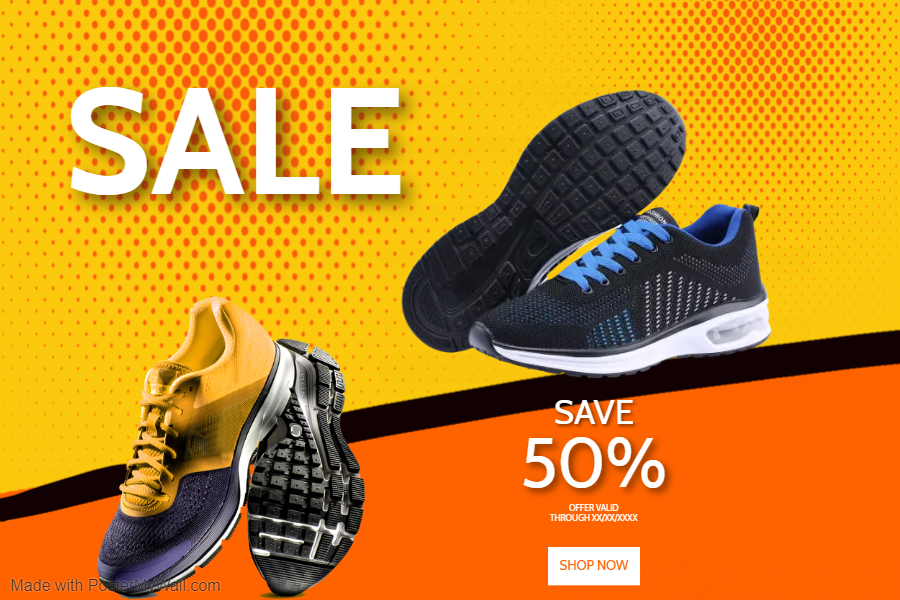 SALE
SAVE
50%
OFFER VALID
THROUGH XX/XX/XXXX
SHOP NOW
Made with PosterMyWall.com